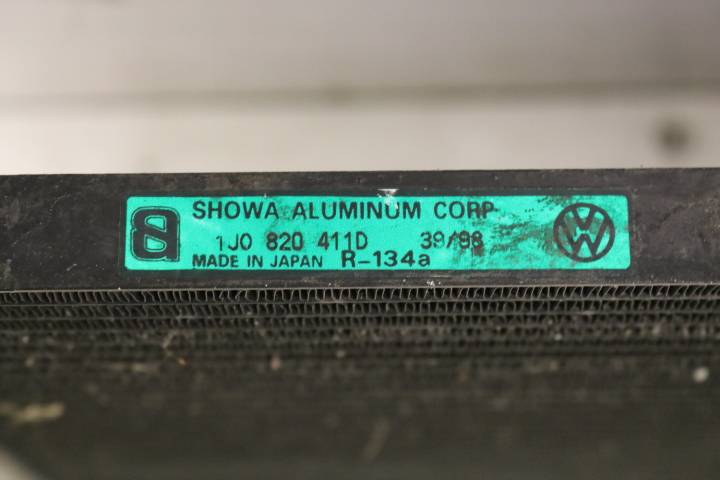 SHOWA ALUMINUM CORP
1J0 820 411D 39/98
MADE IN JAPAN R-134a